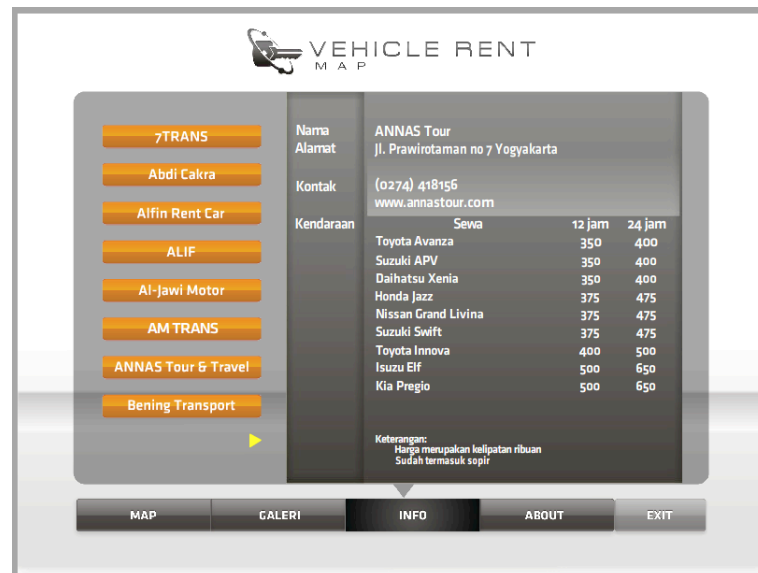 VEHICLE RENT
MAP
7TRANS
Abdi Cakra
Alfin Rent Car
ALIF
Al-Jawi Motor
AM TRANS
ANNAS Tour & Travel
Bening Transport
Nama ANNAS Tour
Alamat Jl. Prawirotaman no 7 Yogyakarta
Kontak (0274) 418156
www.annastour.com
Kendaraan Sewa 12 jam 24 jam
Toyota Avanza 350 400
Suzuki APV 350 400
Daihatsu Xenia 350 400
Honda Jazz 375 475
Nissan Grand Livina 375 475
Suzuki Swift 375 475
Toyota Innova 400 500
Isuzu Elf 500 650
Kia Pregio 500 650
Keterangan:
Harga merupakan kelipatan ribuan
Sudah termasuk sopir
MAP GALERI INFO ABOUT EXIT